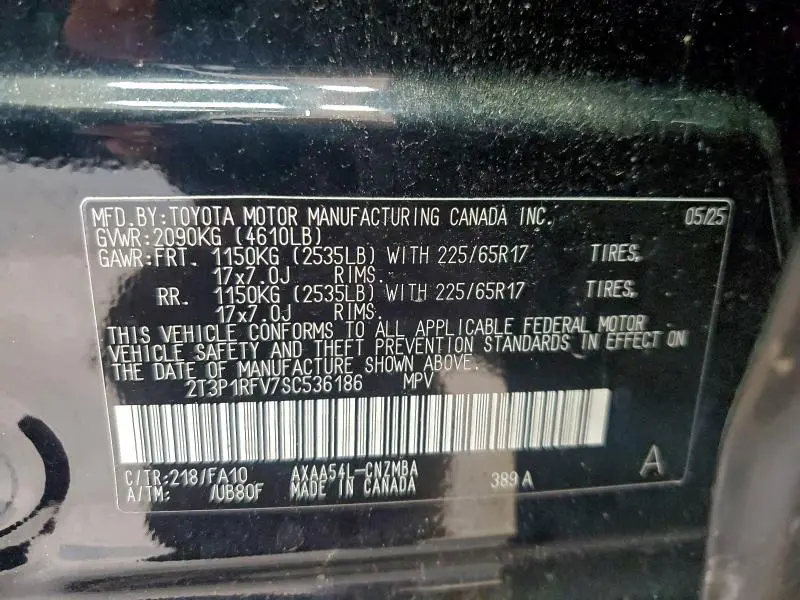 MFD.BY:TOYOTA MOTOR MANUFACTURING CANADA INC. 05/25
GVWR:2090KG (4610LB)
GAWR:FRT. 1150KG (2535LB) WITH 225/65R17 TIRES,
17x7.0J RIMS.
RR. 1150KG (2535LB) WITH 225/65R17 TIRES,
17x7.0J RIMS.
THIS VEHICLE CONFORMS TO ALL APPLICABLE FEDERAL MOTOR
VEHICLE SAFETY AND THEFT PREVENTION STANDARDS IN EFFECT ON
THE DATE OF MANUFACTURE SHOWN ABOVE.
2T3P1RFV7SC536186 MPV
C/TR:218/FA10 AXAA54L-CNZMBA 389A A
A/TM: /UB80F MADE IN CANADA